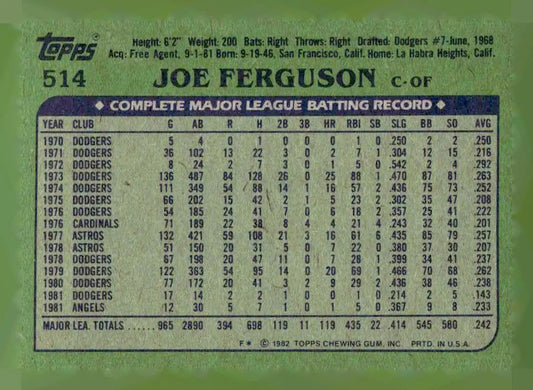 Topps Height: 6'2" Weight: 200 Bats: Right Throws: Right Drafted: Dodgers #7-June, 1968
Acq: Free Agent, 9-1-81 Born: 9-19-46, San Francisco, Calif. Home: La Habra Heights, Calif.
514 JOE FERGUSON C-OF
◆ COMPLETE MAJOR LEAGUE BATTING RECORD ◆
YEAR CLUB G AB R H 2B 3B HR RBI SB SLG BB SO AVG
1970 DODGERS 5 4 0 1 0 0 0 1 0 .250 2 2 .250
1971 DODGERS 36 102 13 22 3 0 2 7 1 .304 12 15 .216
1972 DODGERS 8 24 2 7 3 0 1 5 0 .542 2 4 .292
1973 DODGERS 136 487 84 128 26 0 25 88 1 .470 87 81 .263
1974 DODGERS 111 349 54 88 14 1 16 57 2 .436 75 73 .252
1975 DODGERS 66 202 15 42 2 1 5 23 2 .302 35 47 .208
1976 DODGERS 54 185 24 41 7 0 6 18 2 .357 25 41 .222
1976 CARDINALS 71 189 22 38 8 4 4 21 4 .243 32 40 .201
1977 ASTROS 132 421 59 108 21 3 16 61 6 .435 85 79 .257
1978 ASTROS 51 150 20 31 5 0 7 22 0 .380 37 30 .207
1978 DODGERS 67 198 20 47 11 0 7 28 1 .399 34 41 .237
1979 DODGERS 122 363 54 95 14 0 20 69 1 .466 70 68 .262
1980 DODGERS 77 172 20 41 3 2 9 29 2 .436 38 46 .238
1981 DODGERS 17 14 2 2 1 0 0 1 0 .214 2 5 .143
1981 ANGELS 12 30 5 7 1 0 1 5 0 .367 9 8 .233
MAJOR LEA. TOTALS ...... 965 2890 394 698 119 11 119 435 22 .414 545 580 .242
F* © 1982 TOPPS CHEWING GUM, INC. PRTD. IN U.S.A.